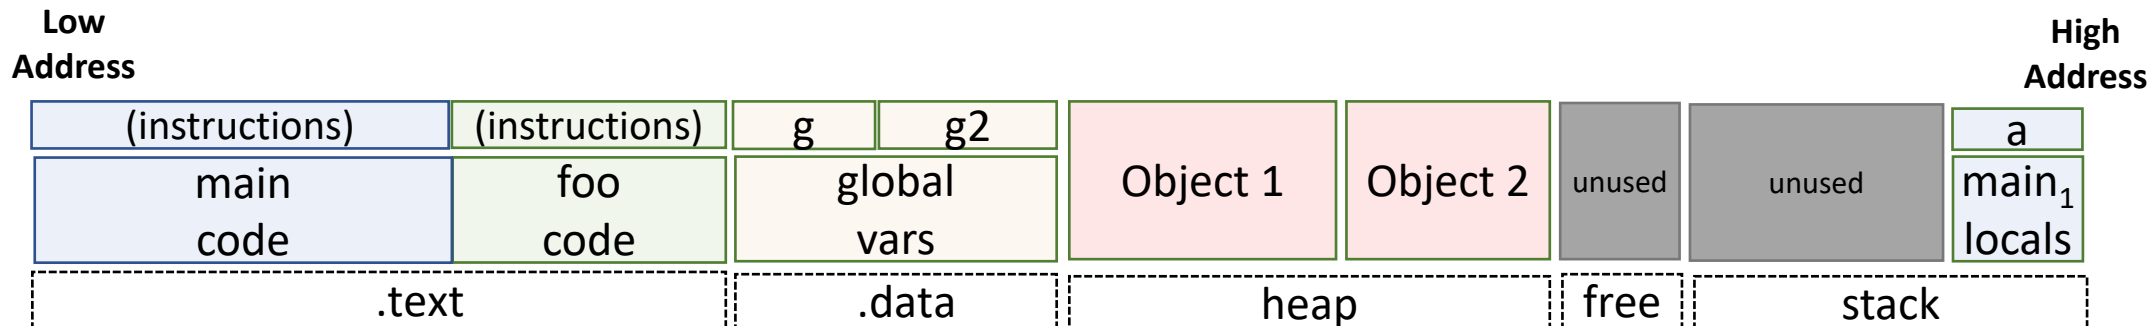 Low
Address
High
Address
(instructions) (instructions) g g2 a
main
code
foo
code
global
vars
Object 1
Object 2
unused
unused
main₁
locals
.text .data heap free stack